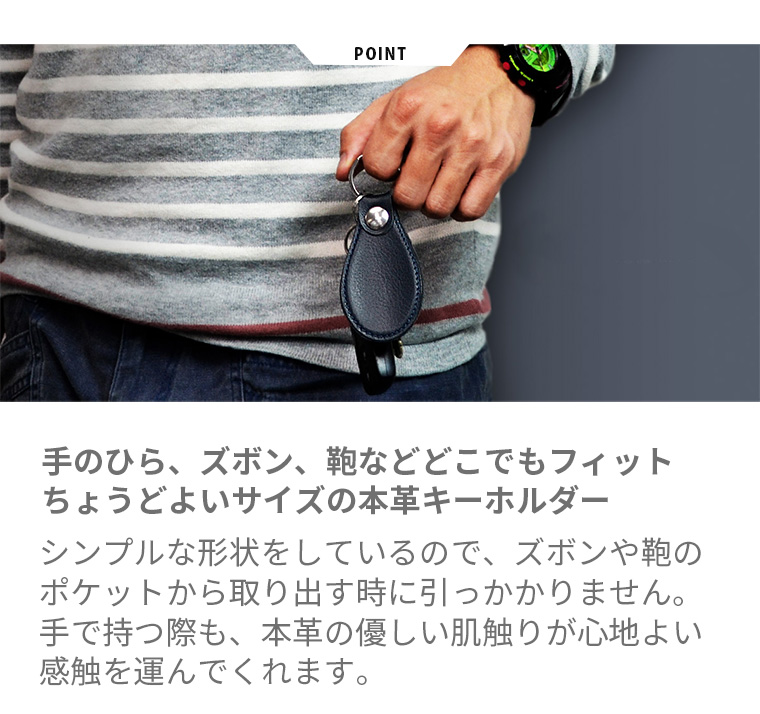 POINT
手のひら、ズボン、鞄などどこでもフィット
ちょうどよいサイズの本革キーホルダー
シンプルな形状をしているので、ズボンや鞄の
ポケットから取り出す時に引っかかりません。
手で持つ際も、本革の優しい肌触りが心地よい
感触を運んでくれます。